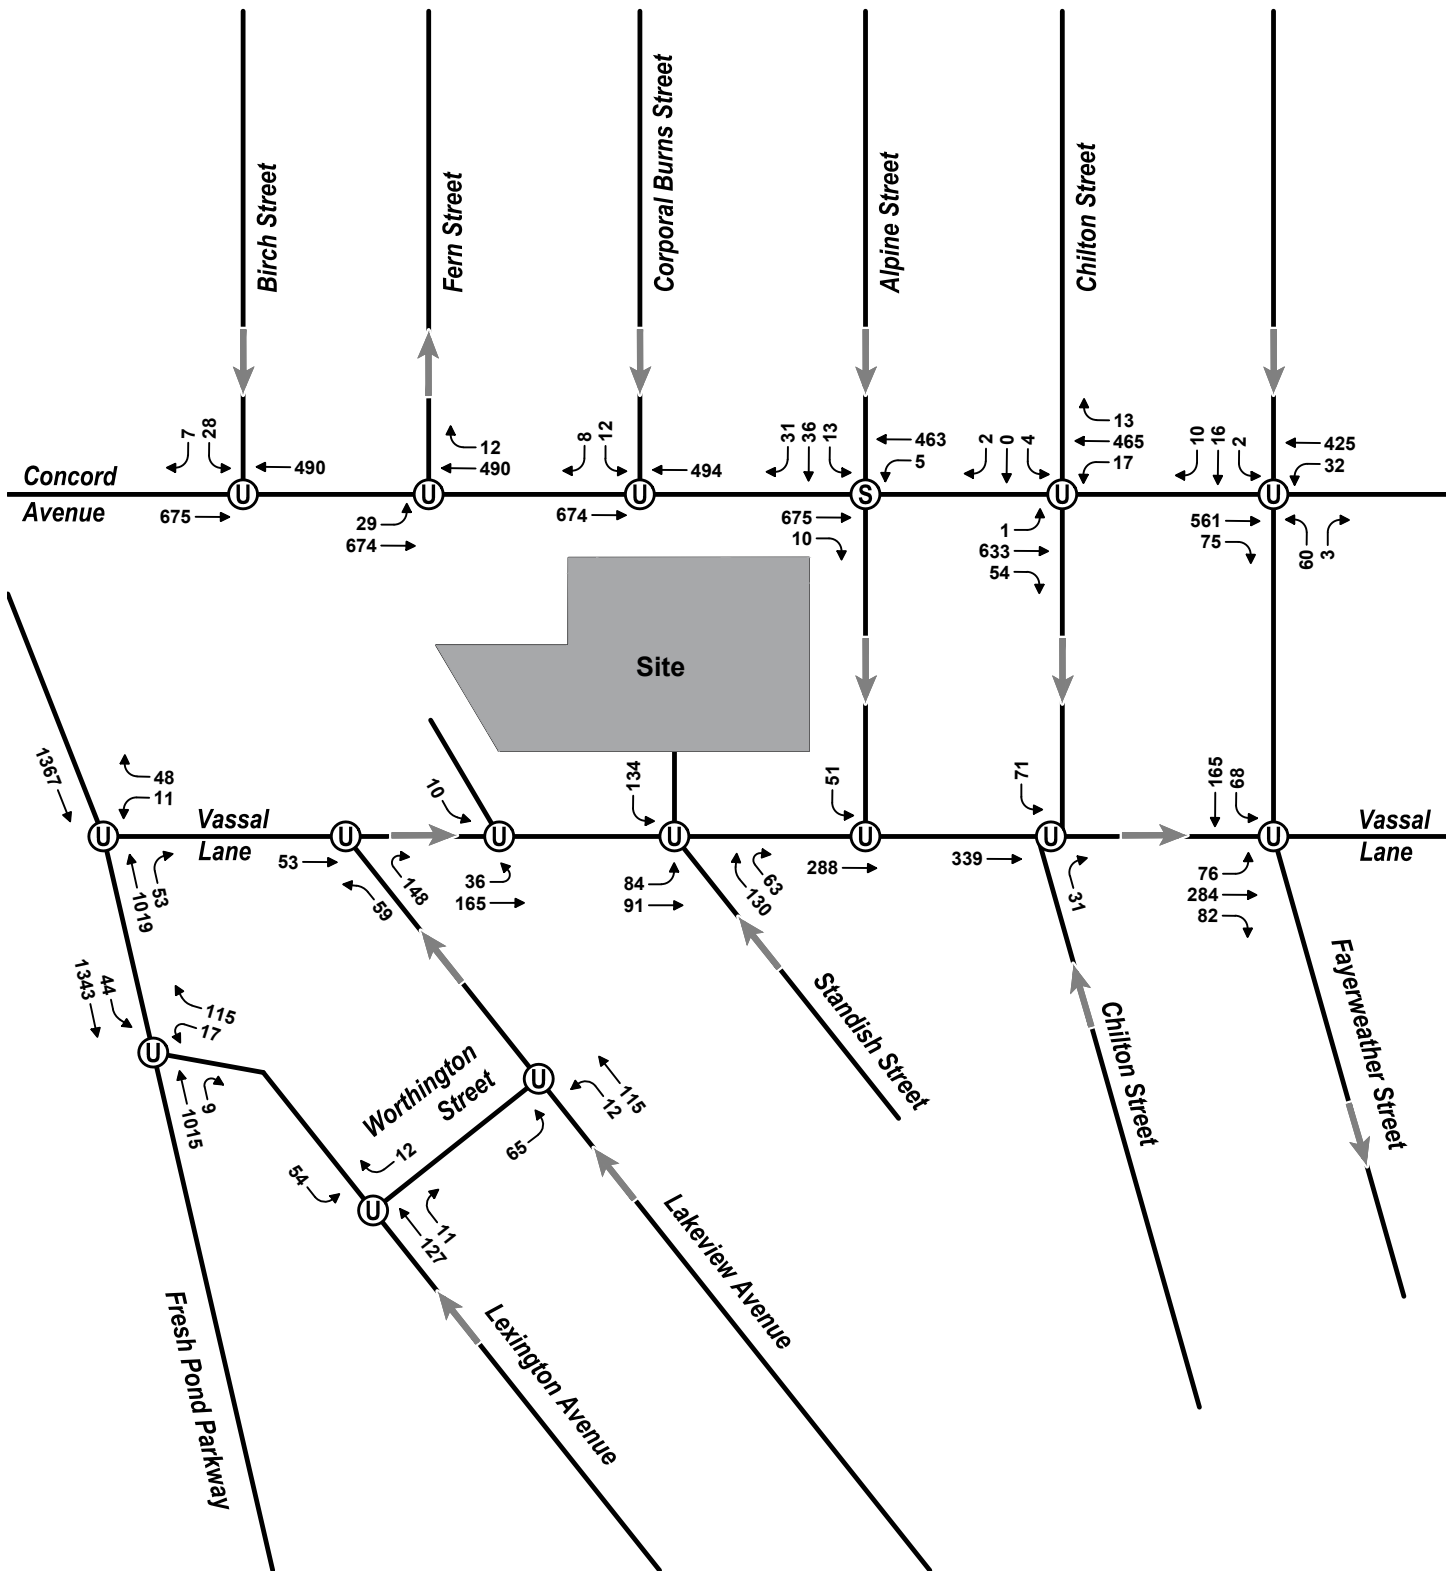 Birch Street
Fern Street
Corporal Burns Street
Alpine Street
Chilton Street
7
28
490
12
490
8
12
494
31
36
13
463
5
2
0
4
13
465
17
10
16
2
425
32
Concord
Avenue
U
U
U
S
U
U
675
29
674
674
675
10
1
633
54
561
75
60
3
Site
1367
48
11
10
134
51
71
165
68
Vassal
Lane
Vassal
Lane
U
U
U
U
U
U
U
53
1019
53
148
59
36
165
84
91
63
130
288
339
31
76
284
82
1343
44
115
17
U
9
1015
Worthington
Street
U
115
12
65
12
54
U
11
127
Standish Street
Chilton Street
Fayerweather Street
Lakeview Avenue
Lexington Avenue
Fresh Pond Parkway